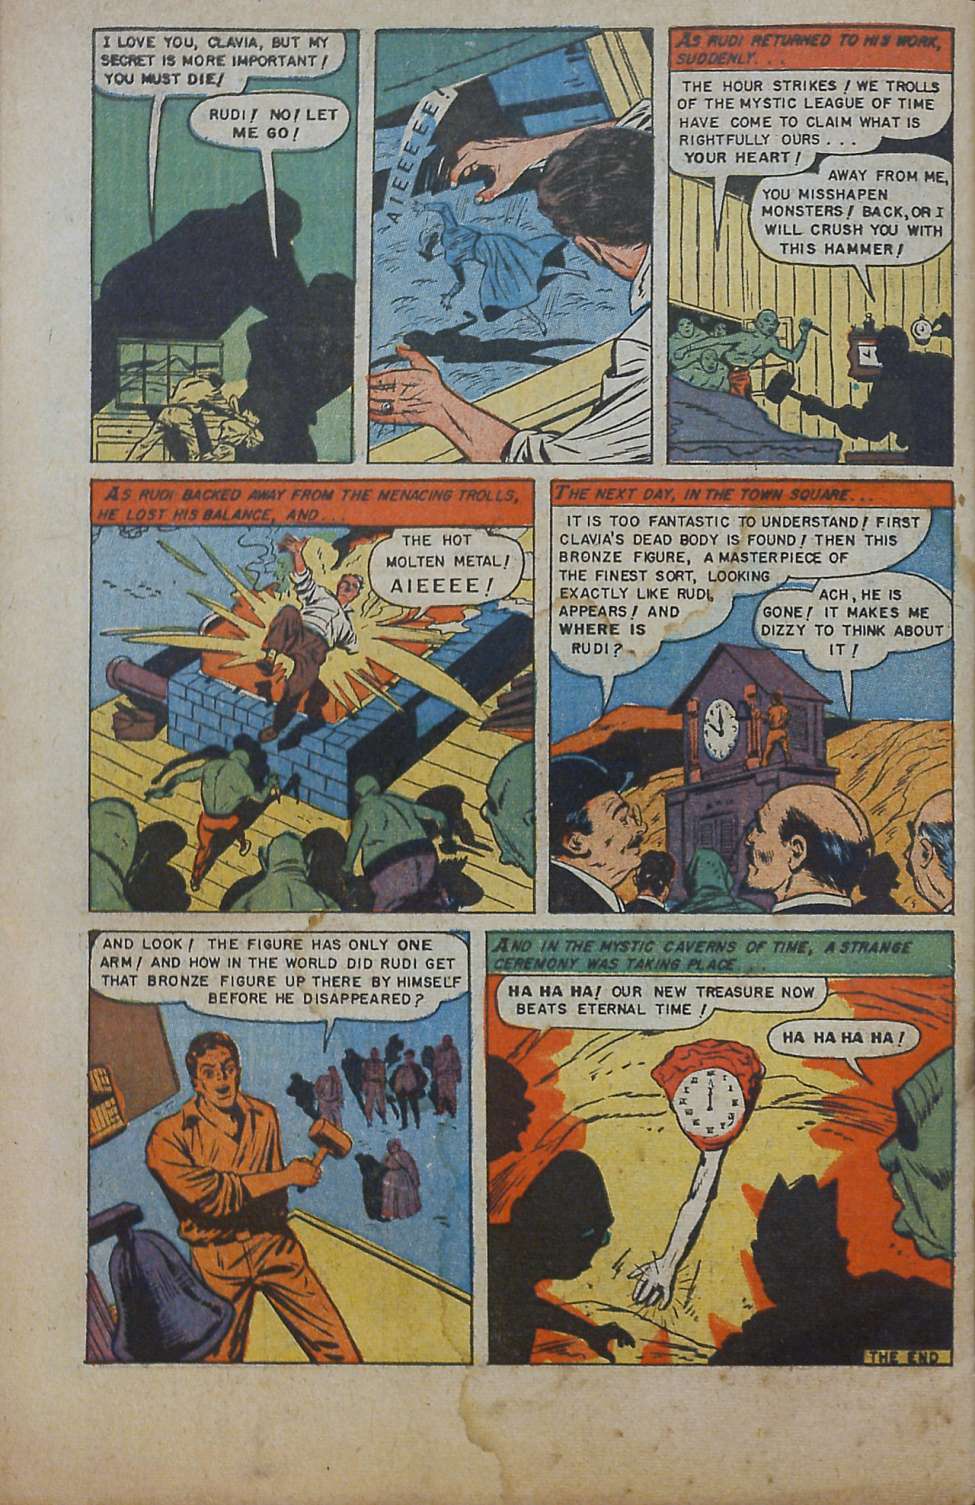 I LOVE YOU, CLAVIA, BUT MY
SECRET IS MORE IMPORTANT!
YOU MUST DIE!
RUDI! NO! LET
ME GO!
AIEEEEE!
AS RUDI RETURNED TO HIS WORK,
SUDDENLY...
THE HOUR STRIKES! WE TROLLS
OF THE MYSTIC LEAGUE OF TIME
HAVE COME TO CLAIM WHAT IS
RIGHTFULLY OURS...
YOUR HEART!
AWAY FROM ME,
YOU MISSHAPEN
MONSTERS! BACK, OR I
WILL CRUSH YOU WITH
THIS HAMMER!
AS RUDI BACKED AWAY FROM THE MENACING TROLLS,
HE LOST HIS BALANCE, AND...
THE HOT
MOLTEN METAL!
AIEEEE!
THE NEXT DAY, IN THE TOWN SQUARE...
IT IS TOO FANTASTIC TO UNDERSTAND! FIRST
CLAVIA'S DEAD BODY IS FOUND! THEN THIS
BRONZE FIGURE, A MASTERPIECE OF
THE FINEST SORT, LOOKING
EXACTLY LIKE RUDI,
APPEARS! AND
WHERE IS
RUDI?
ACH, HE IS
GONE! IT MAKES ME
DIZZY TO THINK ABOUT
IT!
AND LOOK! THE FIGURE HAS ONLY ONE
ARM! AND HOW IN THE WORLD DID RUDI GET
THAT BRONZE FIGURE UP THERE BY HIMSELF
BEFORE HE DISAPPEARED?
AND IN THE MYSTIC CAVERNS OF TIME, A STRANGE
CEREMONY WAS TAKING PLACE...
HA HA HA! OUR NEW TREASURE NOW
BEATS ETERNAL TIME!
HA HA HA HA!
THE END